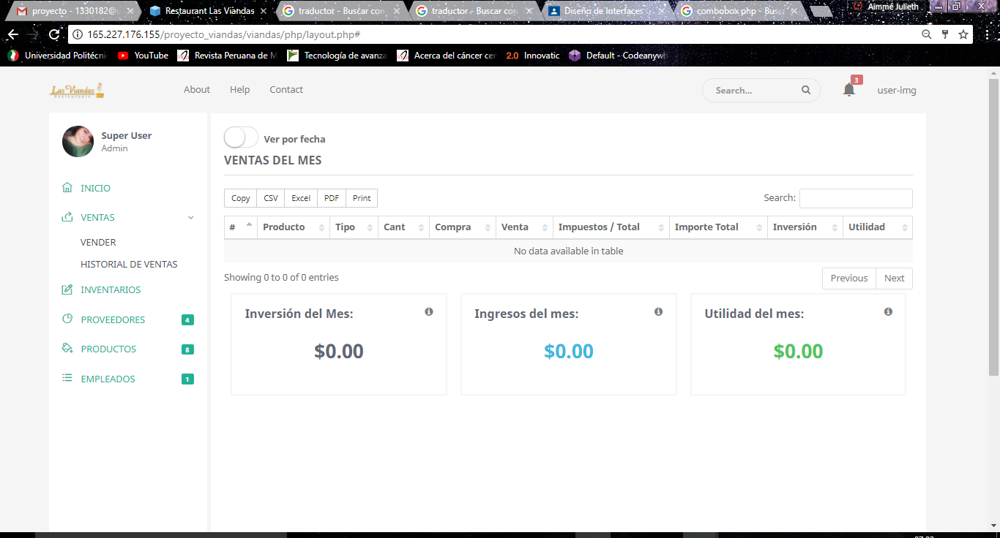 proyecto - 1330182@u
Restaurant Las Viandas
traductor - Buscar con
traductor - Buscar con
Diseño de Interfaces
combobox php - Bus
Aimmé Julieth
165.227.176.155/proyecto_viandas/viandas/php/layout.php#
Universidad Politécnic
YouTube
Revista Peruana de M
Tecnología de avanza
Acerca del cáncer cer
2.0 Innovatic
Default - Codeanywh
Las Viandas
About Help Contact
Search...
3
user-img
Super User
Admin
INICIO
VENTAS
VENDER
HISTORIAL DE VENTAS
INVENTARIOS
PROVEEDORES 4
PRODUCTOS 8
EMPLEADOS 1
Ver por fecha
VENTAS DEL MES
Copy CSV Excel PDF Print
Search:
# Producto Tipo Cant Compra Venta Impuestos / Total Importe Total Inversión Utilidad
No data available in table
Showing 0 to 0 of 0 entries
Previous Next
Inversión del Mes: Ingresos del mes: Utilidad del mes:
$0.00 $0.00 $0.00